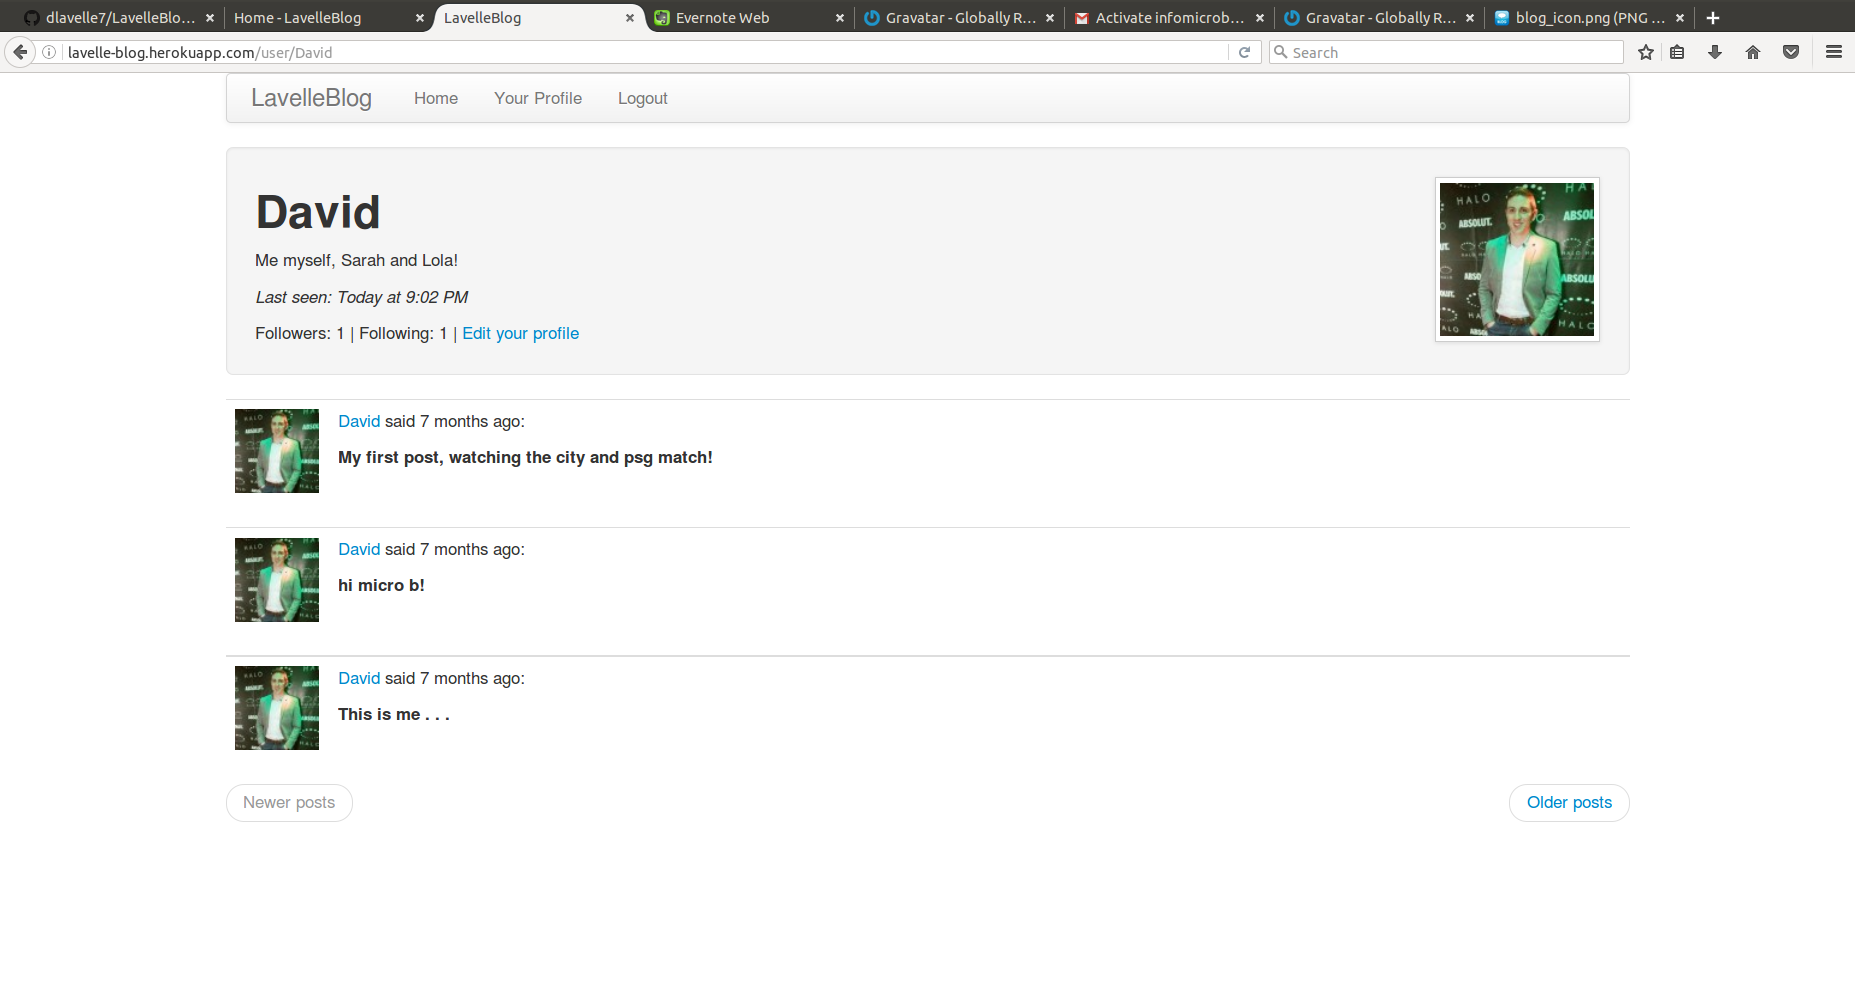 dlavelle7/LavelleBlo...
Home - LavelleBlog
LavelleBlog
Evernote Web
Gravatar - Globally R...
Activate infomicrob...
Gravatar - Globally R...
blog_icon.png (PNG ...
lavelle-blog.herokuapp.com/user/David
Search
LavelleBlog
Home
Your Profile
Logout
David
Me myself, Sarah and Lola!
Last seen: Today at 9:02 PM
Followers: 1 | Following: 1 | Edit your profile
HALO
ABSOLUT.
HALO
David said 7 months ago:
My first post, watching the city and psg match!
David said 7 months ago:
hi micro b!
David said 7 months ago:
This is me . . .
Newer posts
Older posts